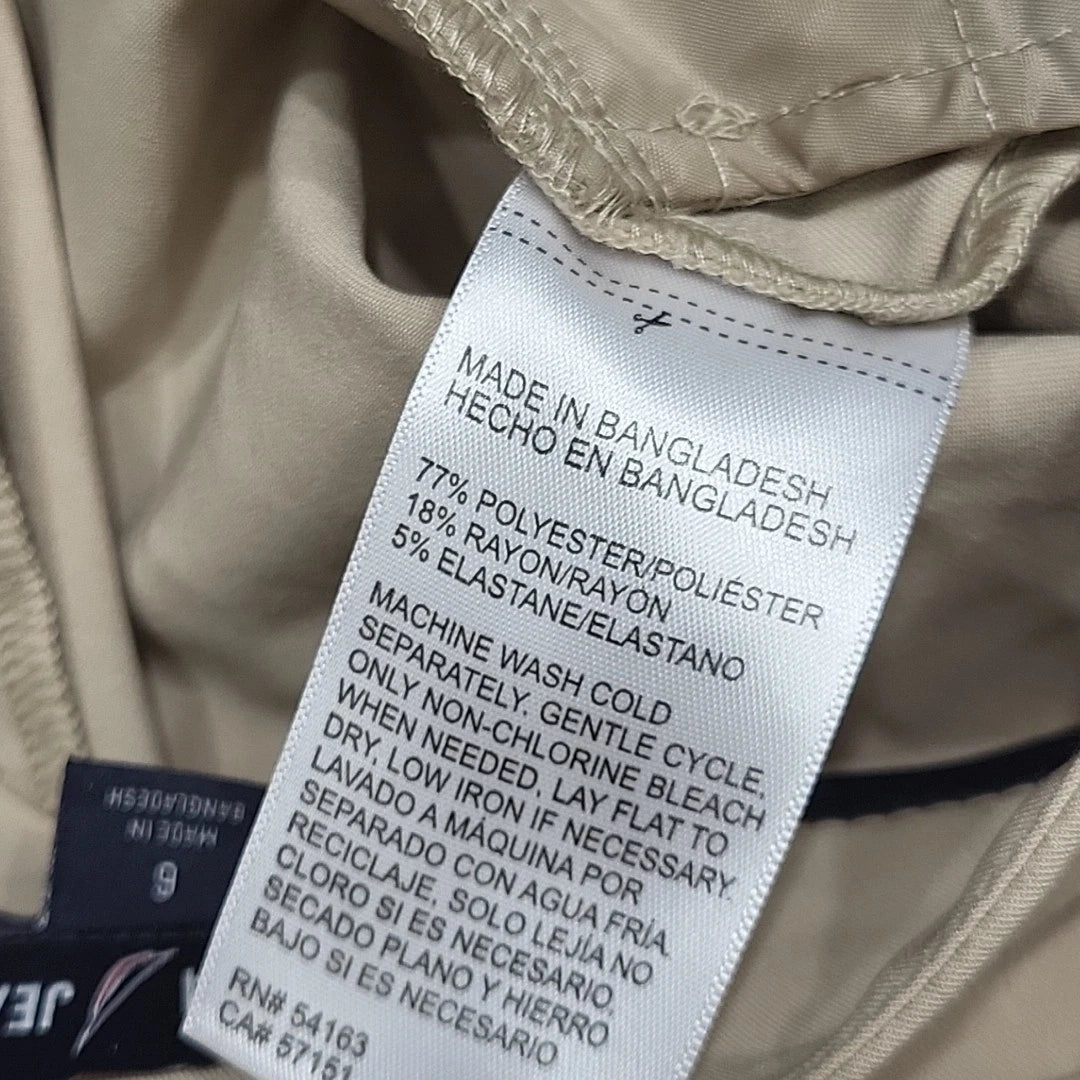 MADE IN BANGLADESH
HECHO EN BANGLADESH
77% POLYESTER/POLIÉSTER
18% RAYON/RAYON
5% ELASTANE/ELASTANO
MACHINE WASH COLD
SEPARATELY, GENTLE CYCLE,
ONLY NON-CHLORINE BLEACH
WHEN NEEDED, LAY FLAT TO
DRY, LOW IRON IF NECESSARY.
LAVADO A MÁQUINA POR
SEPARADO CON AGUA FRÍA,
RECICLAJE, SOLO LEJÍA NO
CLORO SI ES NECESARIO,
SECADO PLANO Y HIERRO
BAJO SI ES NECESARIO
RN# 54163
CA# 57151
6
MADE IN
BANGLADESH